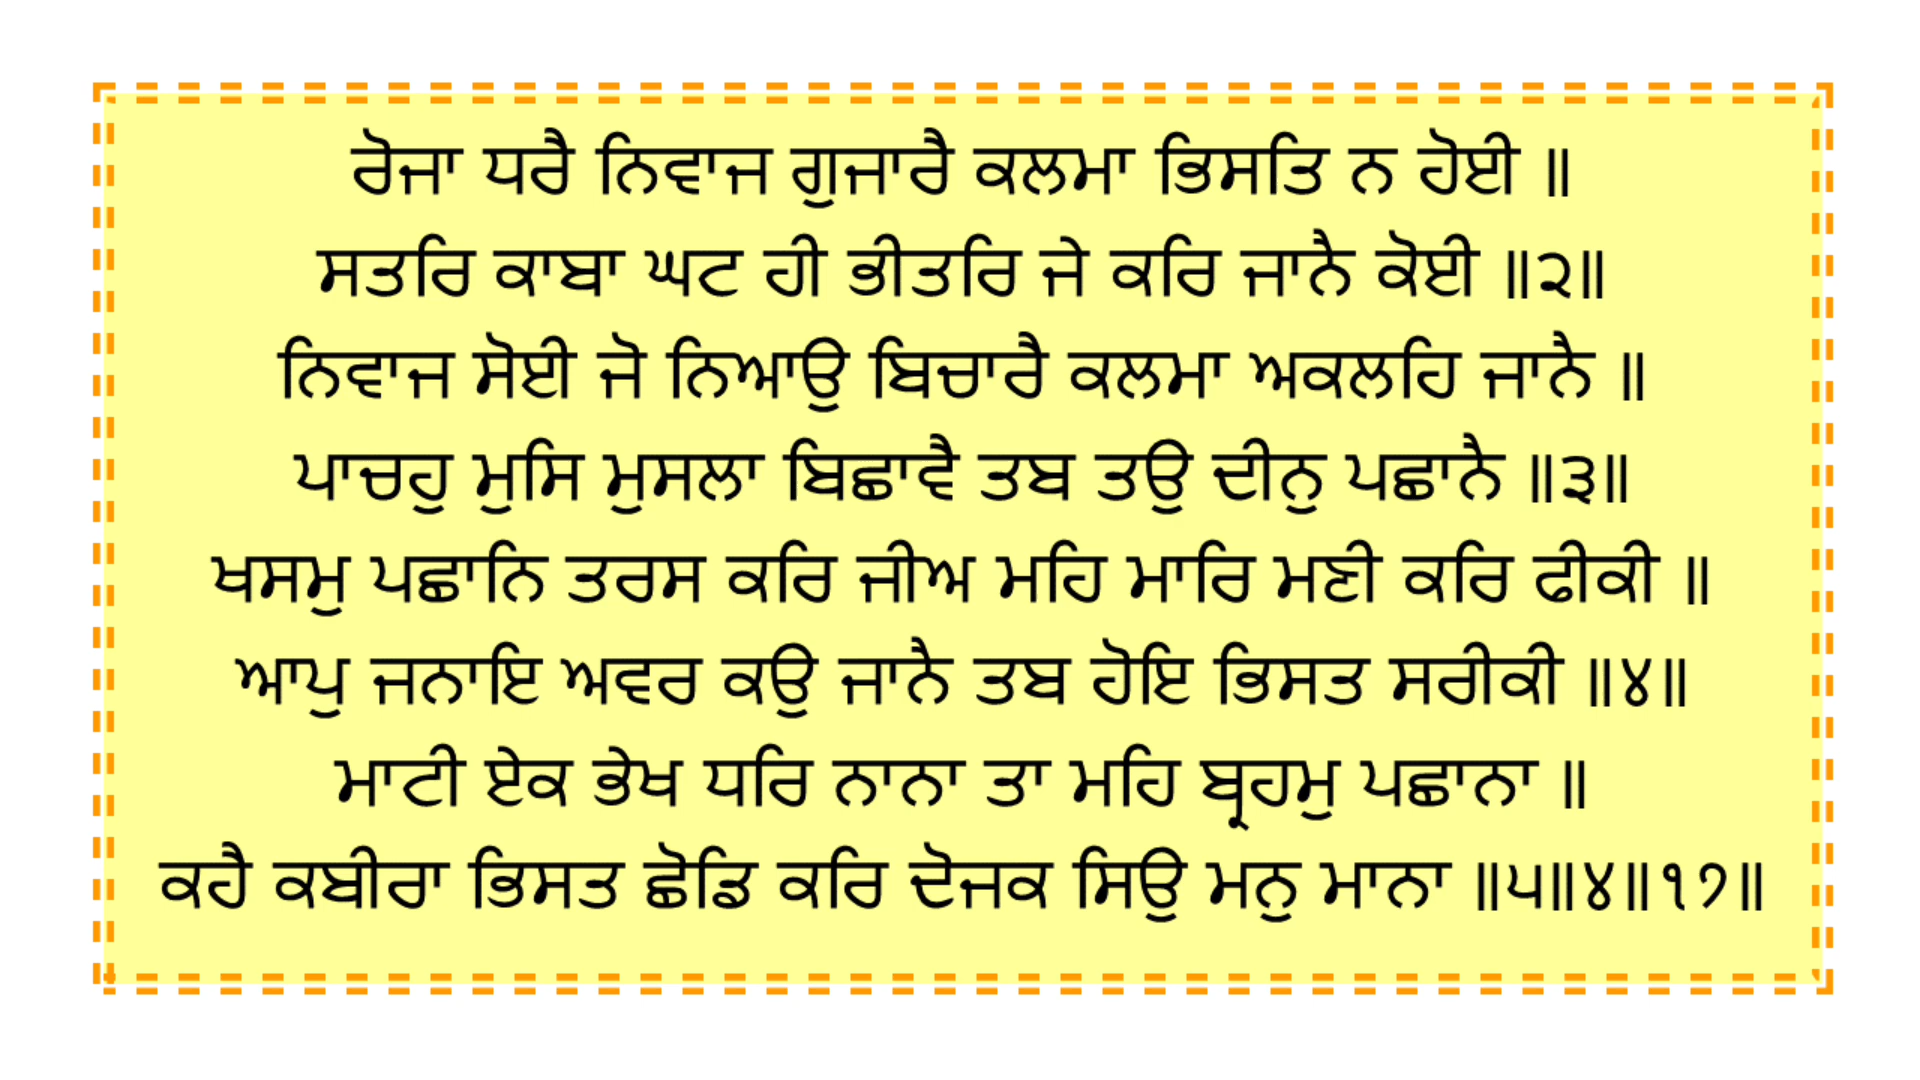 ਰੋਜਾ ਧਰੈ ਨਿਵਾਜ ਗੁਜਾਰੈ ਕਲਮਾ ਭਿਸਤਿ ਨ ਹੋਈ ॥
ਸਤਰਿ ਕਾਬਾ ਘਟ ਹੀ ਭੀਤਰਿ ਜੇ ਕਰਿ ਜਾਨੈ ਕੋਈ ॥੨॥
ਨਿਵਾਜ ਸੋਈ ਜੋ ਨਿਆਉ ਬਿਚਾਰੈ ਕਲਮਾ ਅਕਲਹਿ ਜਾਨੈ ॥
ਪਾਚਹੁ ਮੁਸਿ ਮੁਸਲਾ ਬਿਛਾਵੈ ਤਬ ਤਉ ਦੀਨੁ ਪਛਾਨੈ ॥੩॥
ਖਸਮੁ ਪਛਾਨਿ ਤਰਸ ਕਰਿ ਜੀਅ ਮਹਿ ਮਾਰਿ ਮਣੀ ਕਰਿ ਫੀਕੀ ॥
ਆਪੁ ਜਨਾਇ ਅਵਰ ਕਉ ਜਾਨੈ ਤਬ ਹੋਇ ਭਿਸਤ ਸਰੀਕੀ ॥੪॥
ਮਾਟੀ ਏਕ ਭੇਖ ਧਰਿ ਨਾਨਾ ਤਾ ਮਹਿ ਬ੍ਰਹਮੁ ਪਛਾਨਾ ॥
ਕਹੈ ਕਬੀਰਾ ਭਿਸਤ ਛੋਡਿ ਕਰਿ ਦੋਜਕ ਸਿਉ ਮਨੁ ਮਾਨਾ ॥੫॥੪॥੧੭॥